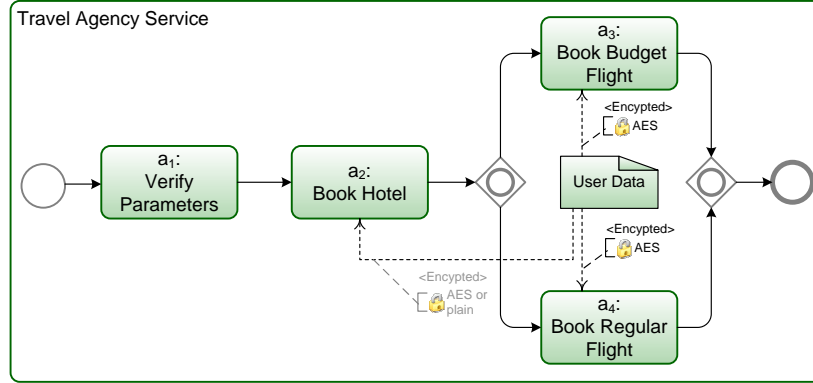 Travel Agency Service
a₃:
Book Budget
Flight
<Encypted>
AES
a₁:
Verify
Parameters
a₂:
Book Hotel
User Data
<Encypted>
AES
<Encypted>
AES or
plain
a₄:
Book Regular
Flight